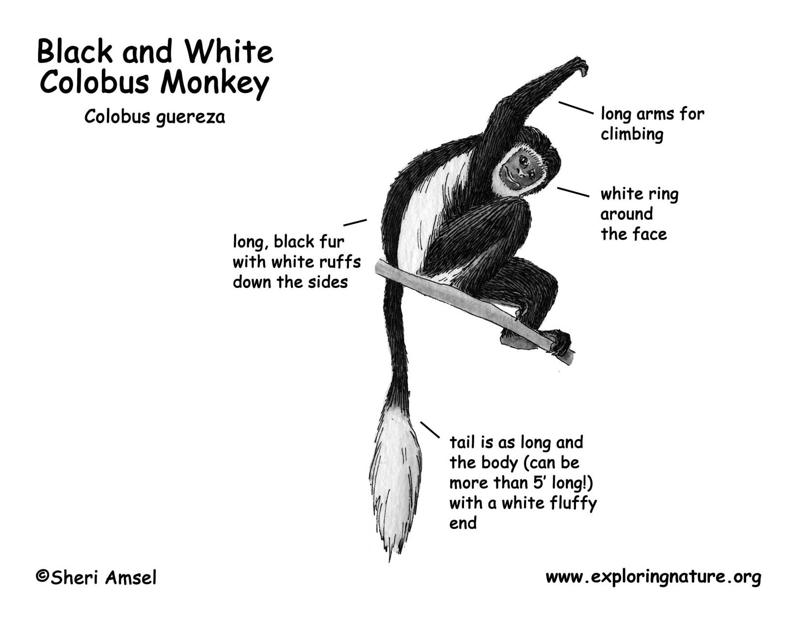 Black and White
Colobus Monkey
Colobus guereza
long arms for
climbing
white ring
around
the face
long, black fur
with white ruffs
down the sides
tail is as long and
the body (can be
more than 5' long!)
with a white fluffy
end
©Sheri Amsel
www.exploringnature.org